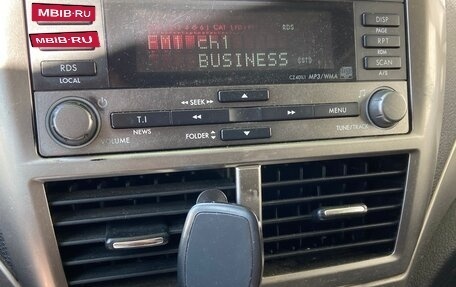 MBIB.RU
MBIB.RU
RDS
FM1 ch1
BUSINESS
DISP
PAGE
RPT
RDM
SCAN
A/S
RDS
LOCAL
CZ401 MP3/WMA
SEEK
T.I
NEWS
VOLUME
FOLDER
MENU
TUNE/TRACK